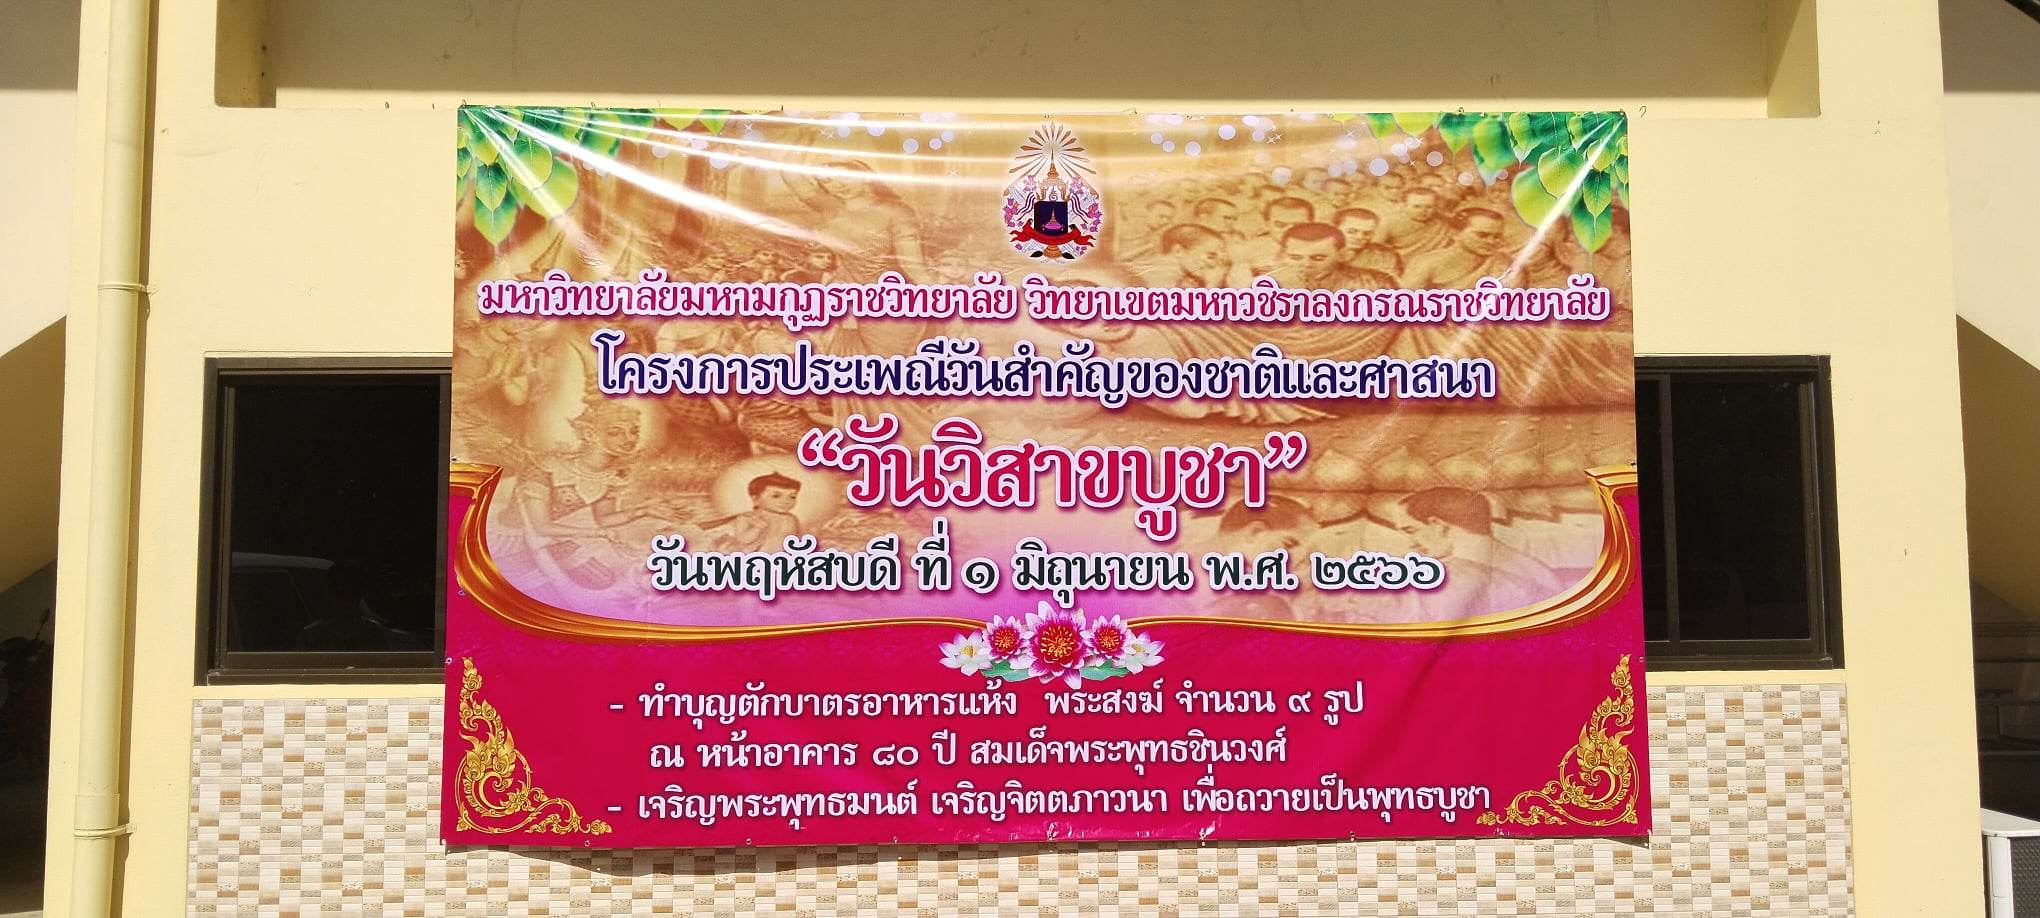 มหาวิทยาลัยมหามกุฏราชวิทยาลัย วิทยาเขตมหาวชิราลงกรณราชวิทยาลัย
โครงการประเพณีวันสำคัญของชาติและศาสนา
“วันวิสาขบูชา”
วันพฤหัสบดี ที่ ๑ มิถุนายน พ.ศ. ๒๕๖๖
- ทำบุญตักบาตรอาหารแห้ง พระสงฆ์ จำนวน ๙ รูป
ณ หน้าอาคาร ๘๐ ปี สมเด็จพระพุทธชินวงศ์
- เจริญพระพุทธมนต์ เจริญจิตตภาวนา เพื่อถวายเป็นพุทธบูชา